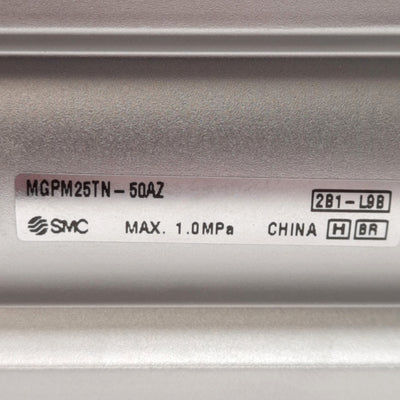 MGPM25TN-50AZ 2B1-L9B
SMC MAX. 1.0MPa CHINA H BR